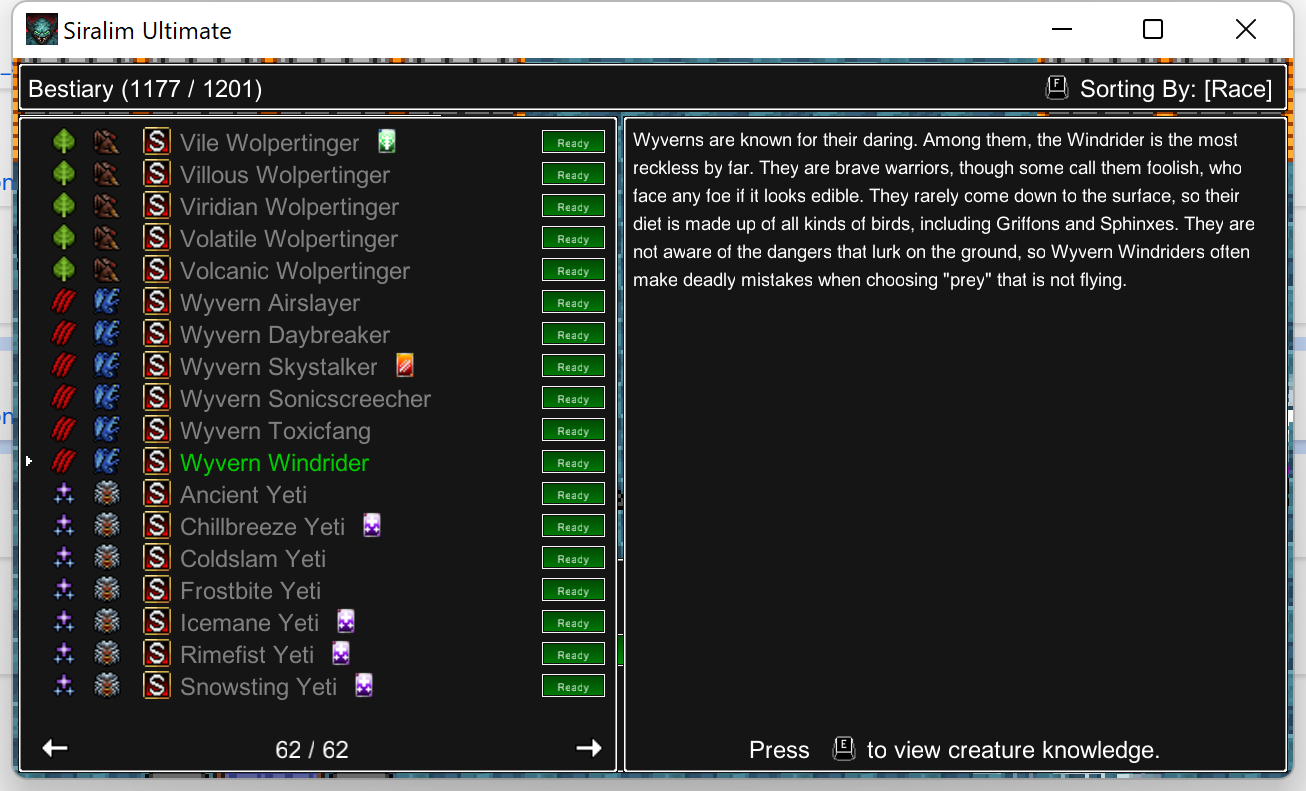 Siralim Ultimate
Bestiary (1177 / 1201)
F Sorting By: [Race]
S Vile Wolpertinger Ready
S Villous Wolpertinger Ready
S Viridian Wolpertinger Ready
S Volatile Wolpertinger Ready
S Volcanic Wolpertinger Ready
S Wyvern Airslayer Ready
S Wyvern Daybreaker Ready
S Wyvern Skystalker Ready
S Wyvern Sonicscreecher Ready
S Wyvern Toxicfang Ready
S Wyvern Windrider Ready
S Ancient Yeti Ready
S Chillbreeze Yeti Ready
S Coldslam Yeti Ready
S Frostbite Yeti Ready
S Icemane Yeti Ready
S Rimefist Yeti Ready
S Snowsting Yeti Ready
62 / 62
Wyverns are known for their daring. Among them, the Windrider is the most
reckless by far. They are brave warriors, though some call them foolish, who
face any foe if it looks edible. They rarely come down to the surface, so their
diet is made up of all kinds of birds, including Griffons and Sphinxes. They are
not aware of the dangers that lurk on the ground, so Wyvern Windriders often
make deadly mistakes when choosing "prey" that is not flying.
Press E to view creature knowledge.